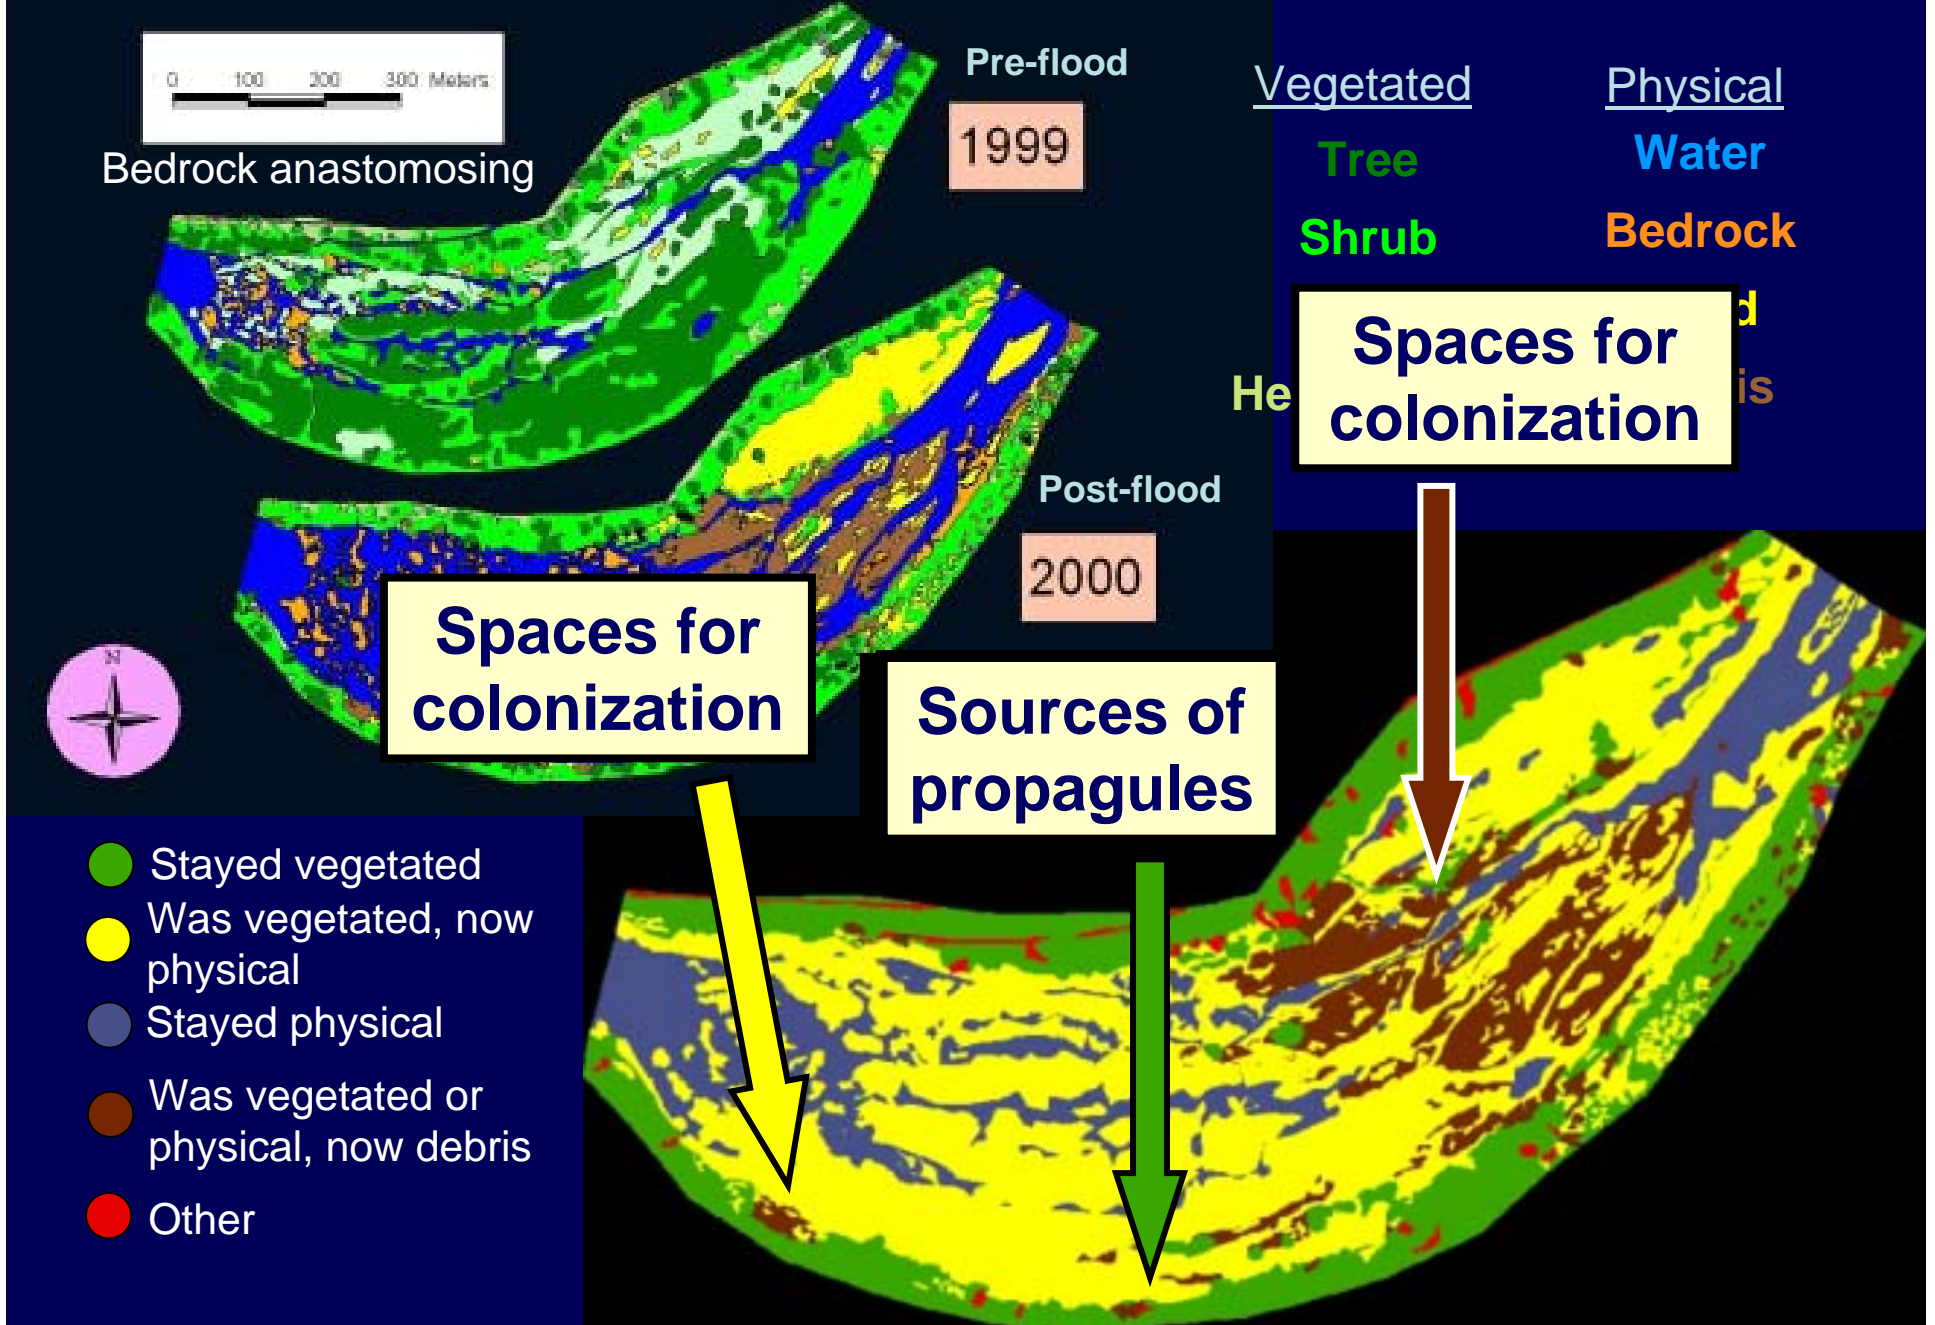 0 100 200 300 Meters
Bedrock anastomosing
Pre-flood
1999
Vegetated
Physical
Tree
Water
Shrub
Bedrock
Spaces for
colonization
Post-flood
2000
N
Spaces for
colonization
Sources of
propagules
Stayed vegetated
Was vegetated, now
physical
Stayed physical
Was vegetated or
physical, now debris
Other